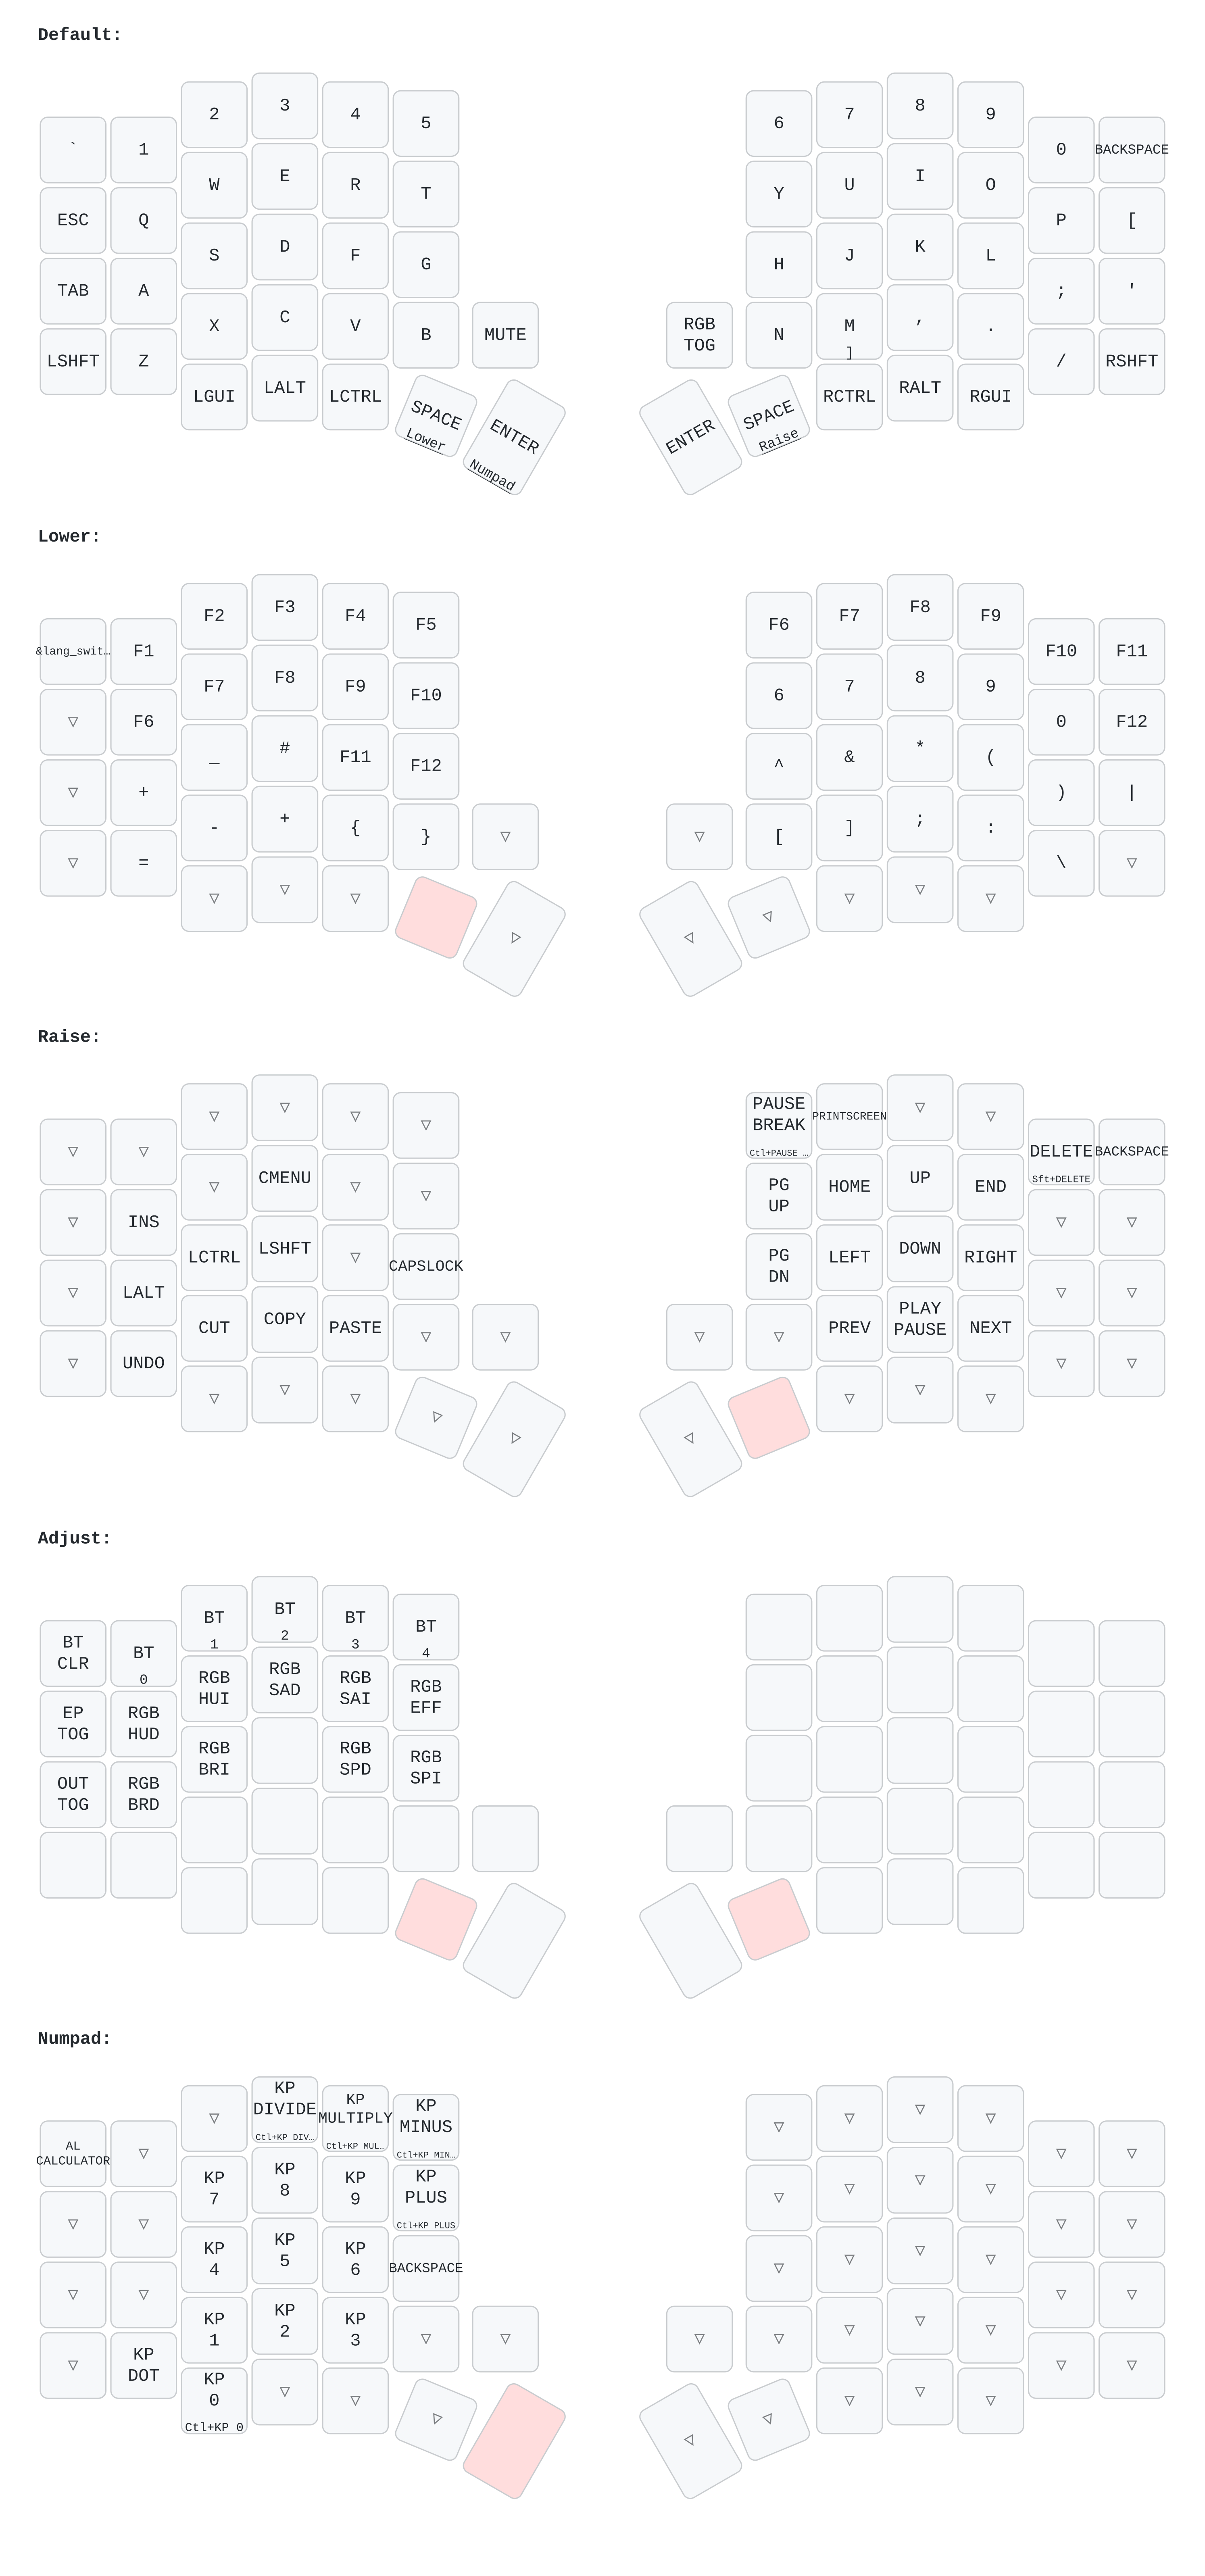 Default:
` 1 2 3 4 5 6 7 8 9 0 BACKSPACE
ESC Q W E R T Y U I O P [
TAB A S D F G H J K L ; '
LSHFT Z X C V B MUTE RGB TOG N M ] , . / RSHFT
LGUI LALT LCTRL SPACE Lower ENTER Numpad ENTER SPACE Raise RCTRL RALT RGUI
Lower:
&lang_swit… F1 F2 F3 F4 F5 F6 F7 F8 F9 F10 F11
▽ F6 F7 F8 F9 F10 6 7 8 9 0 F12
▽ + _ # F11 F12 ^ & * ( ) |
▽ = - + { } ▽ ▽ [ ] ; : \ ▽
▽ ▽ ▽ ▽ ▽ ▽ ▽ ▽ ▽
Raise:
▽ ▽ ▽ ▽ ▽ ▽ PAUSE BREAK Ctl+PAUSE … PRINTSCREEN ▽ ▽ DELETE Sft+DELETE BACKSPACE
▽ INS ▽ CMENU ▽ ▽ PG UP HOME UP END ▽ ▽
▽ LALT LCTRL LSHFT ▽ CAPSLOCK PG DN LEFT DOWN RIGHT ▽ ▽
▽ UNDO CUT COPY PASTE ▽ ▽ ▽ ▽ PREV PLAY PAUSE NEXT ▽ ▽
▽ ▽ ▽ ▽ ▽ ▽ ▽ ▽ ▽
Adjust:
BT CLR BT 0 BT 1 BT 2 BT 3 BT 4
EP TOG RGB HUD RGB HUI RGB SAD RGB SAI RGB EFF
OUT TOG RGB BRD RGB BRI RGB SPD RGB SPI
Numpad:
AL CALCULATOR ▽ ▽ KP DIVIDE Ctl+KP DIV… KP MULTIPLY Ctl+KP MUL… KP MINUS Ctl+KP MIN… ▽ ▽ ▽ ▽ ▽ ▽
▽ ▽ KP 7 KP 8 KP 9 KP PLUS Ctl+KP PLUS ▽ ▽ ▽ ▽ ▽ ▽
▽ ▽ KP 4 KP 5 KP 6 BACKSPACE ▽ ▽ ▽ ▽ ▽ ▽
▽ KP DOT KP 1 KP 2 KP 3 ▽ ▽ ▽ ▽ ▽ ▽ ▽ ▽ ▽
KP 0 Ctl+KP 0 ▽ ▽ ▽ ▽ ▽ ▽ ▽ ▽